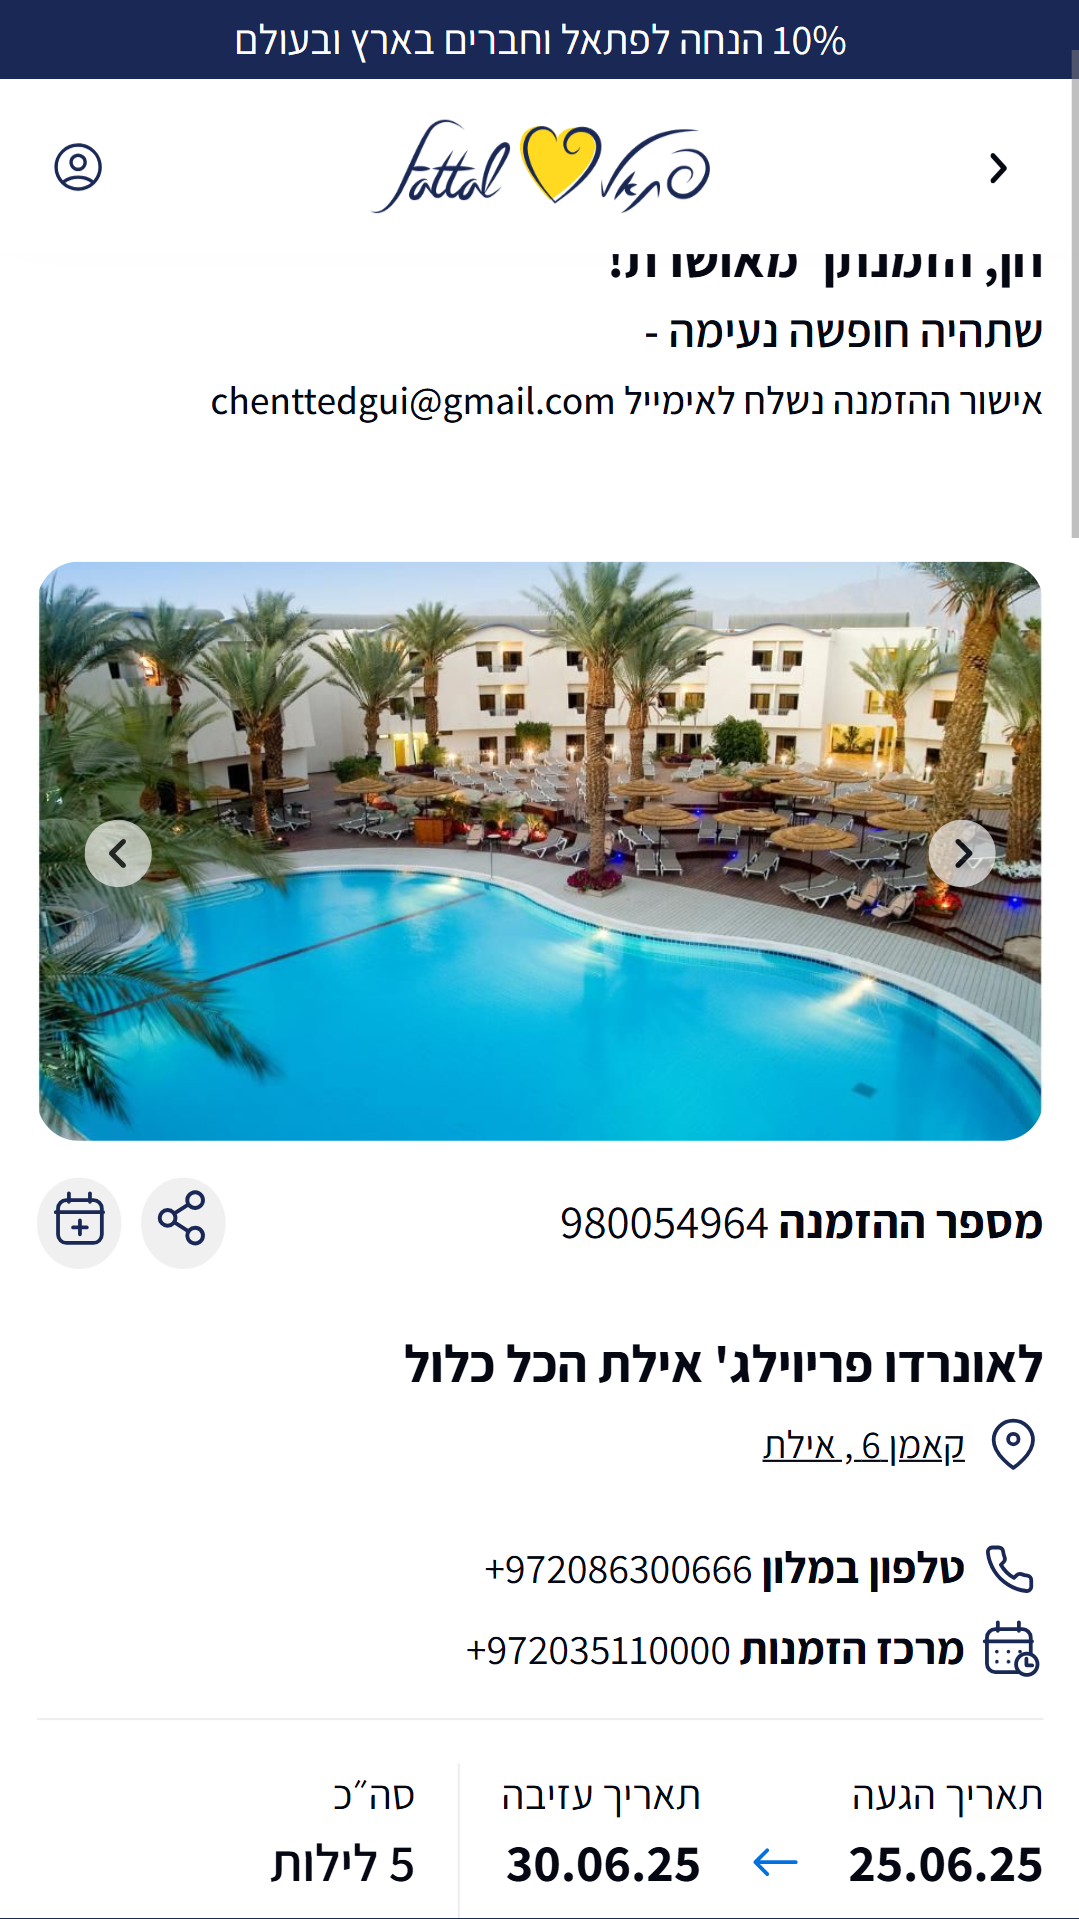 10% הנחה לפתאל וחברים בארץ ובעולם
fattal פתאל
הזמנתך מאושרת!
שתהיה חופשה נעימה -
אישור ההזמנה נשלח לאימייל chenttedgui@gmail.com
מספר ההזמנה 980054964
לאונרדו פריוילג' אילת הכל כלול
קאמן 6 , אילת
טלפון במלון +972086300666
מרכז הזמנות +972035110000
תאריך הגעה תאריך עזיבה סה״כ
25.06.25 30.06.25 5 לילות